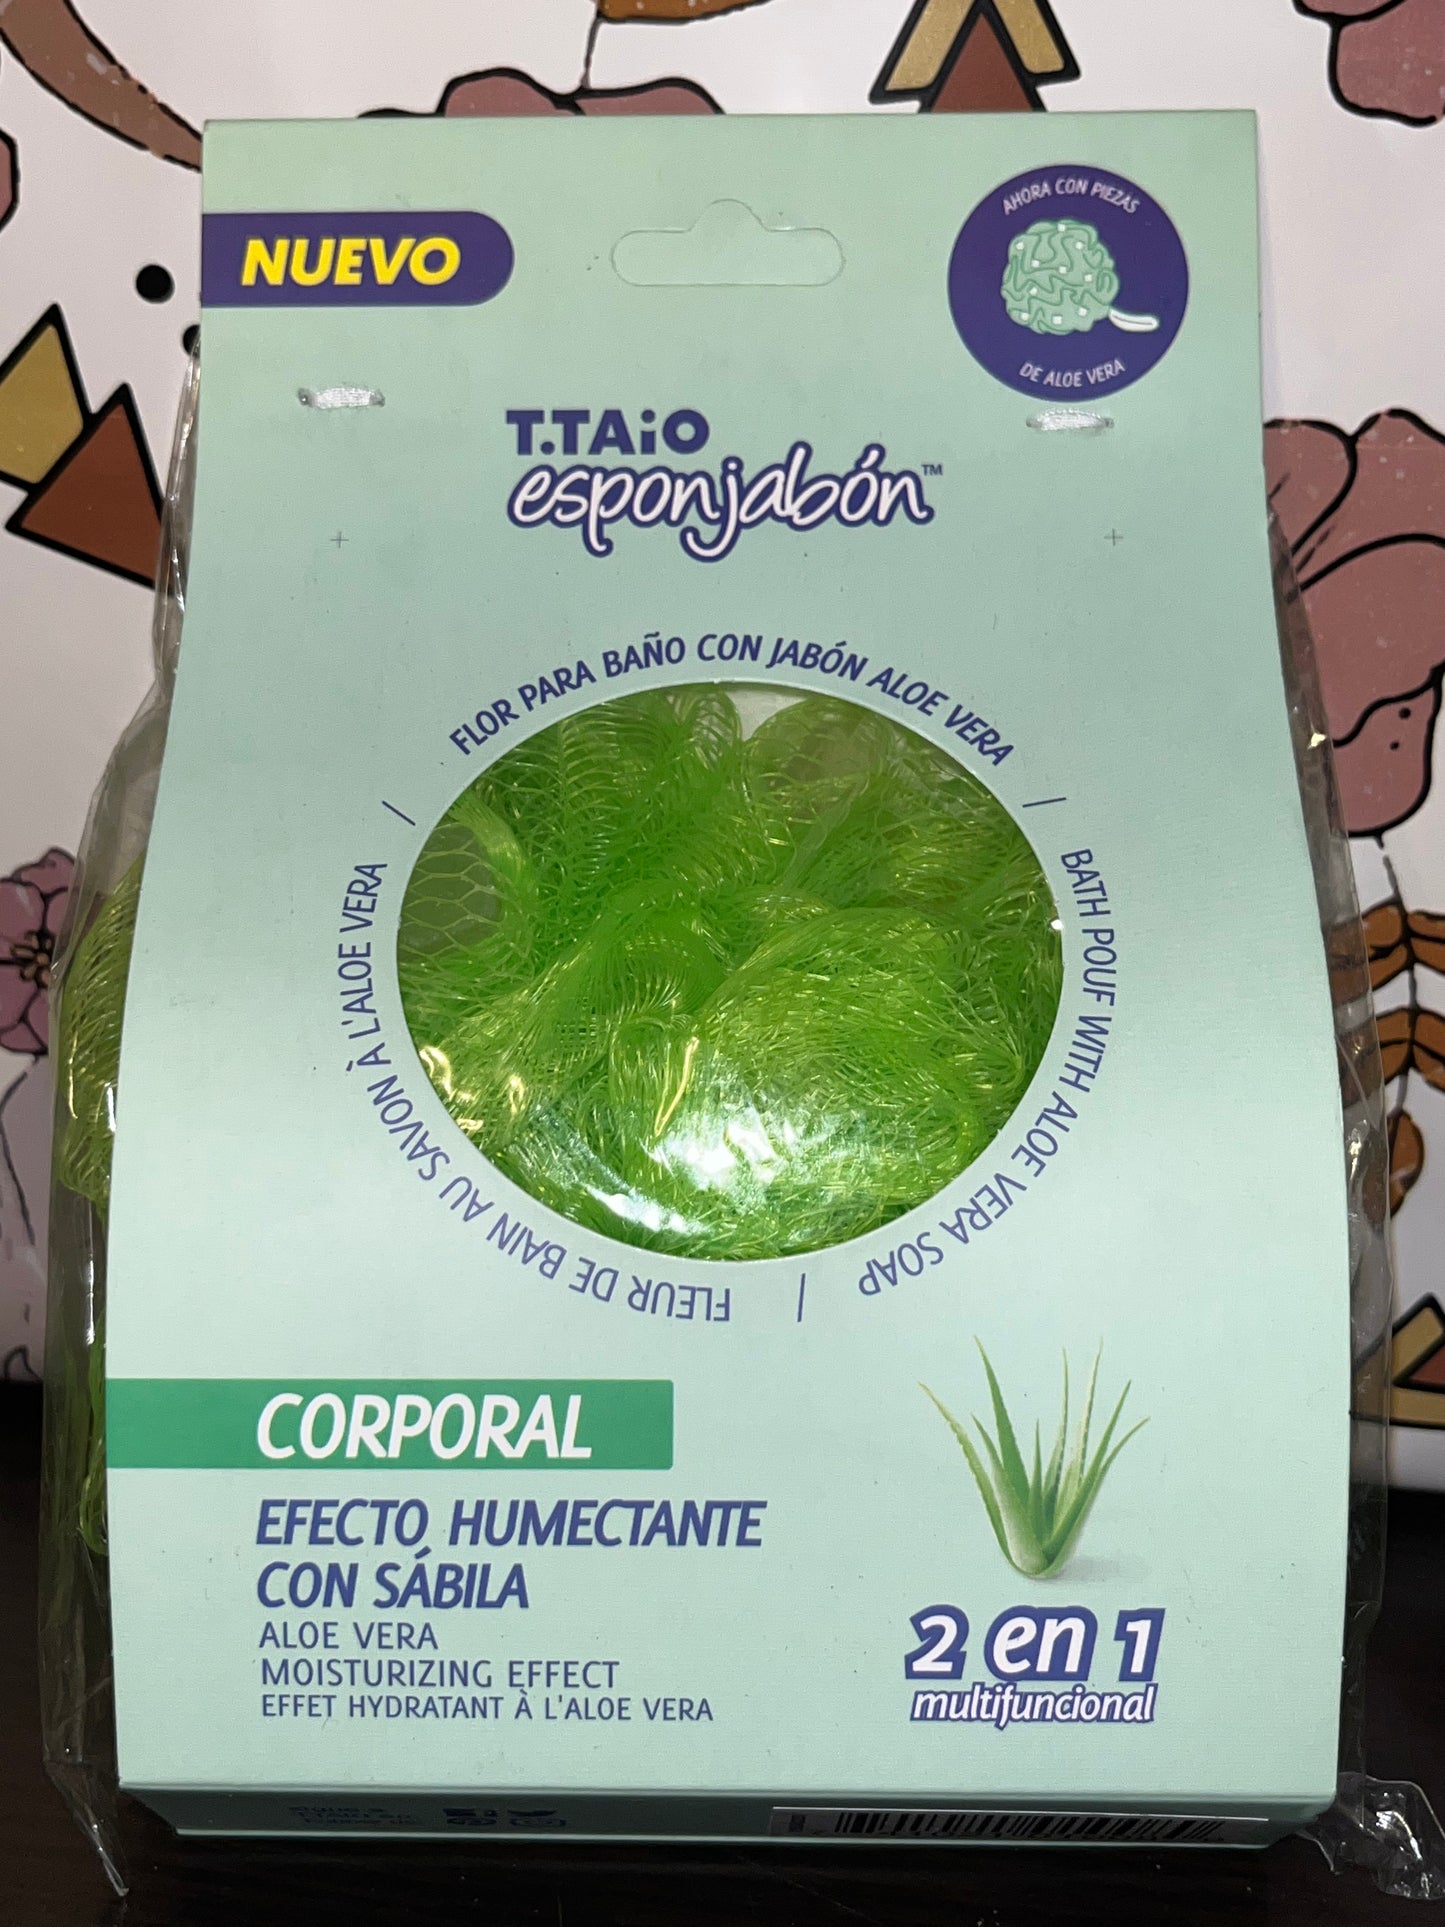 NUEVO
AHORA CON PIEZAS
DE ALOE VERA
T.TAiO
esponjabón™
FLOR PARA BAÑO CON JABÓN ALOE VERA
/
BATH POUF WITH ALOE VERA SOAP
/
FLEUR DE BAIN AU SAVON À L'ALOE VERA
/
CORPORAL
EFECTO HUMECTANTE
CON SÁBILA
ALOE VERA
MOISTURIZING EFFECT
EFFET HYDRATANT À L'ALOE VERA
2 en 1
multifuncional